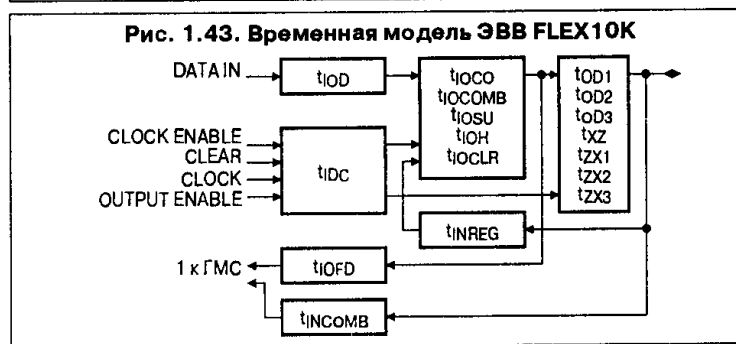 Рис. 1.43. Временная модель ЭВВ FLEX10K
DATA IN
tIOD
tIOCO
tIOCOMB
tIOSU
tIOH
tIOCLR
tOD1
tOD2
tOD3
tXZ
tZX1
tZX2
tZX3
CLOCK ENABLE
CLEAR
CLOCK
OUTPUT ENABLE
tIDC
tINREG
1 к ГМС
tIOFD
tINCOMB